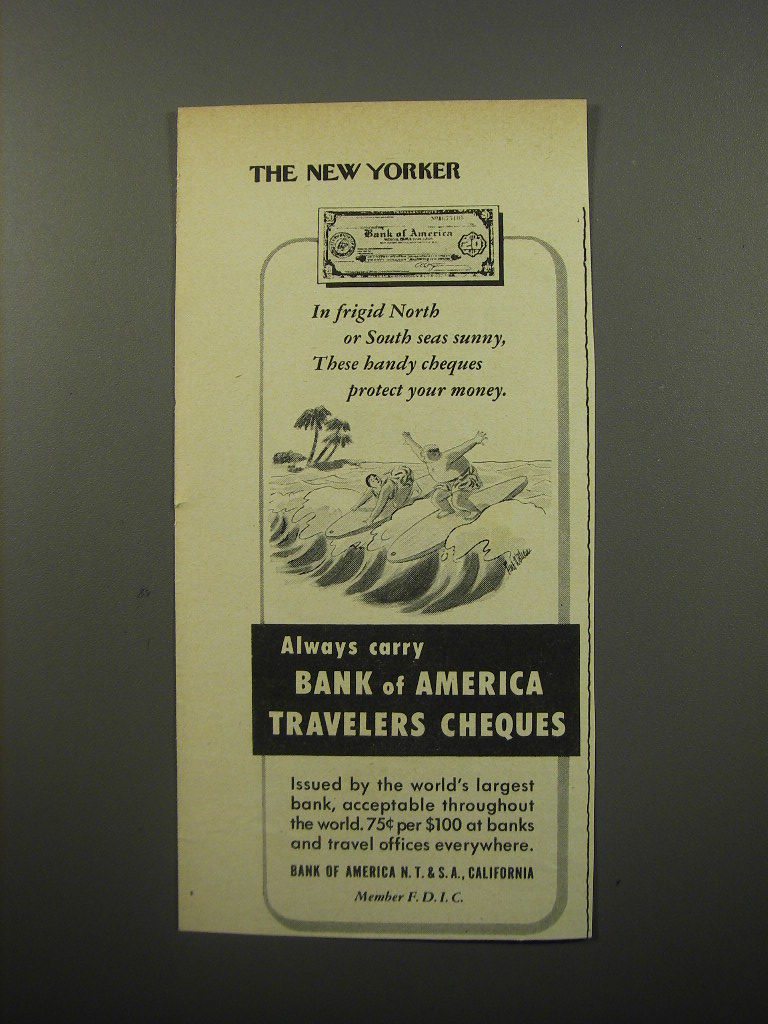 THE NEW YORKER
Bank of America
In frigid North
or South seas sunny,
These handy cheques
protect your money.
Always carry
BANK of AMERICA
TRAVELERS CHEQUES
Issued by the world's largest
bank, acceptable throughout
the world. 75¢ per $100 at banks
and travel offices everywhere.
BANK OF AMERICA N. T. & S. A., CALIFORNIA
Member F. D. I. C.